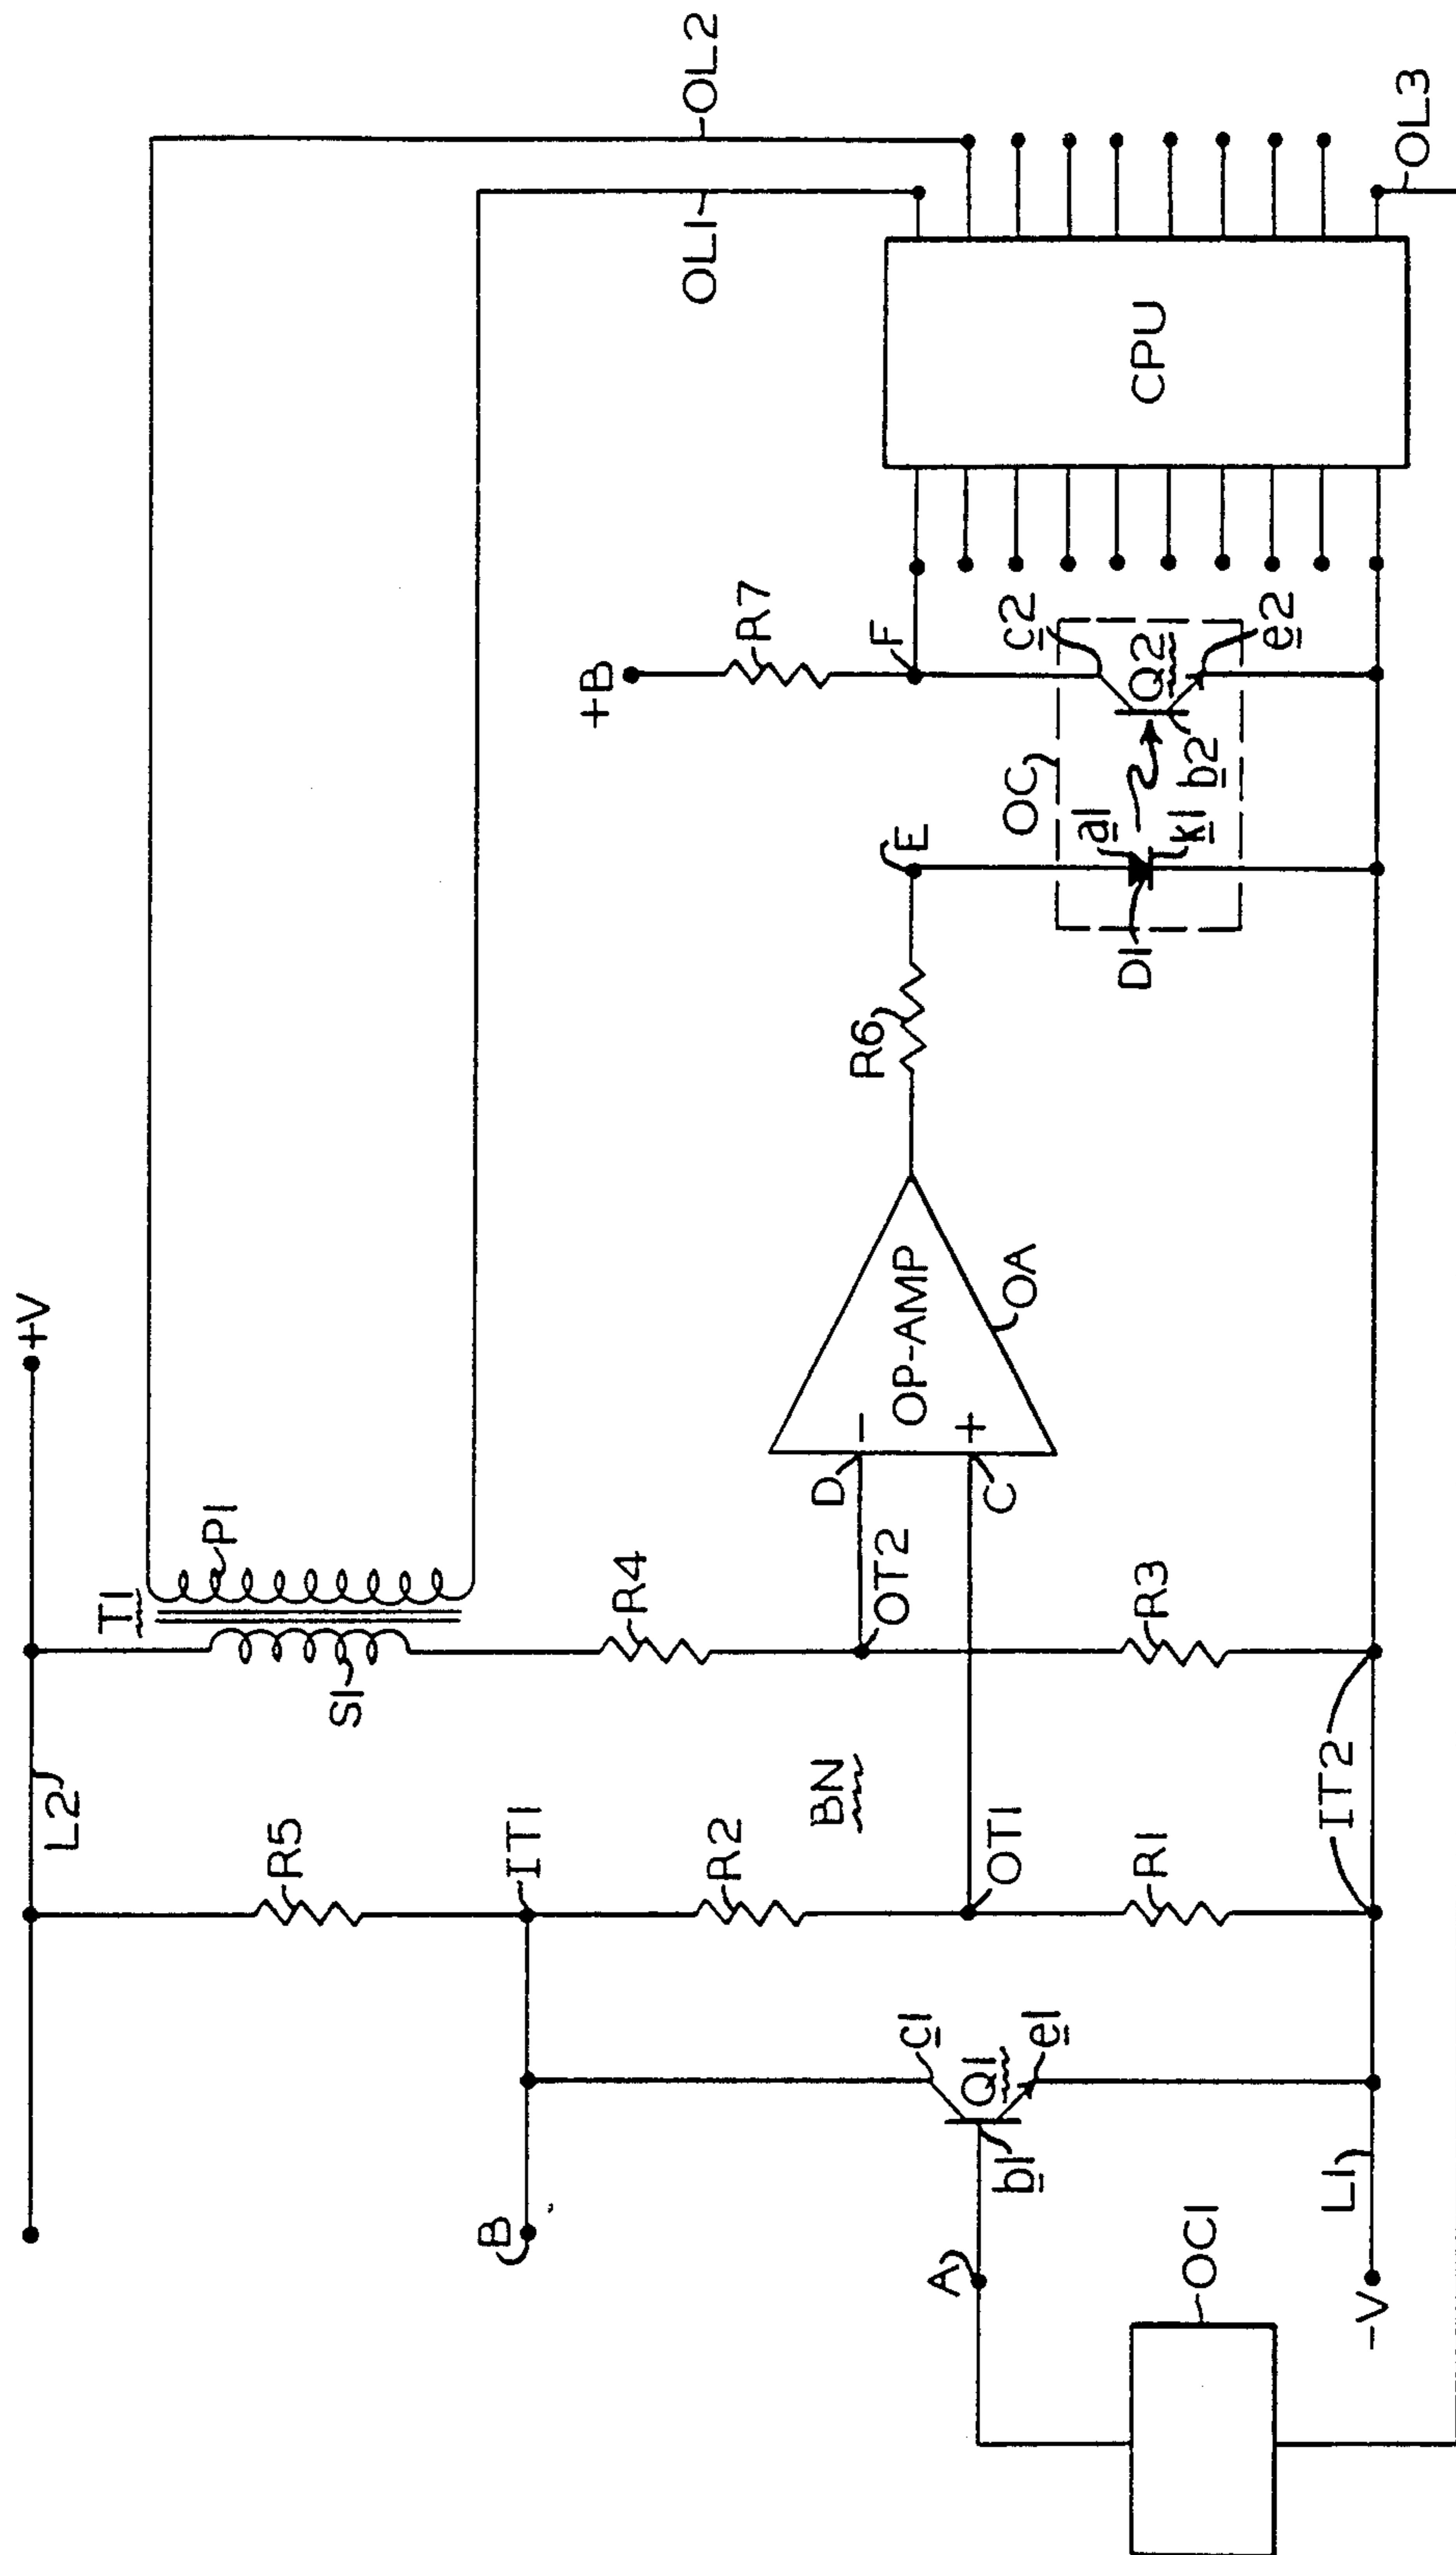 +V
L2
T1
P1
S1
R5
R4
OL2
OL1
+B
R7
B
IT1
R2
BN
OT2
D
−
OP-AMP
+
C
OA
R6
E
F
OC
c2
Q2
b2
e2
a1
k1
D1
CPU
OT1
R1
R3
IT2
c1
Q1
b1
e1
A
OC1
L1
-V
OL3